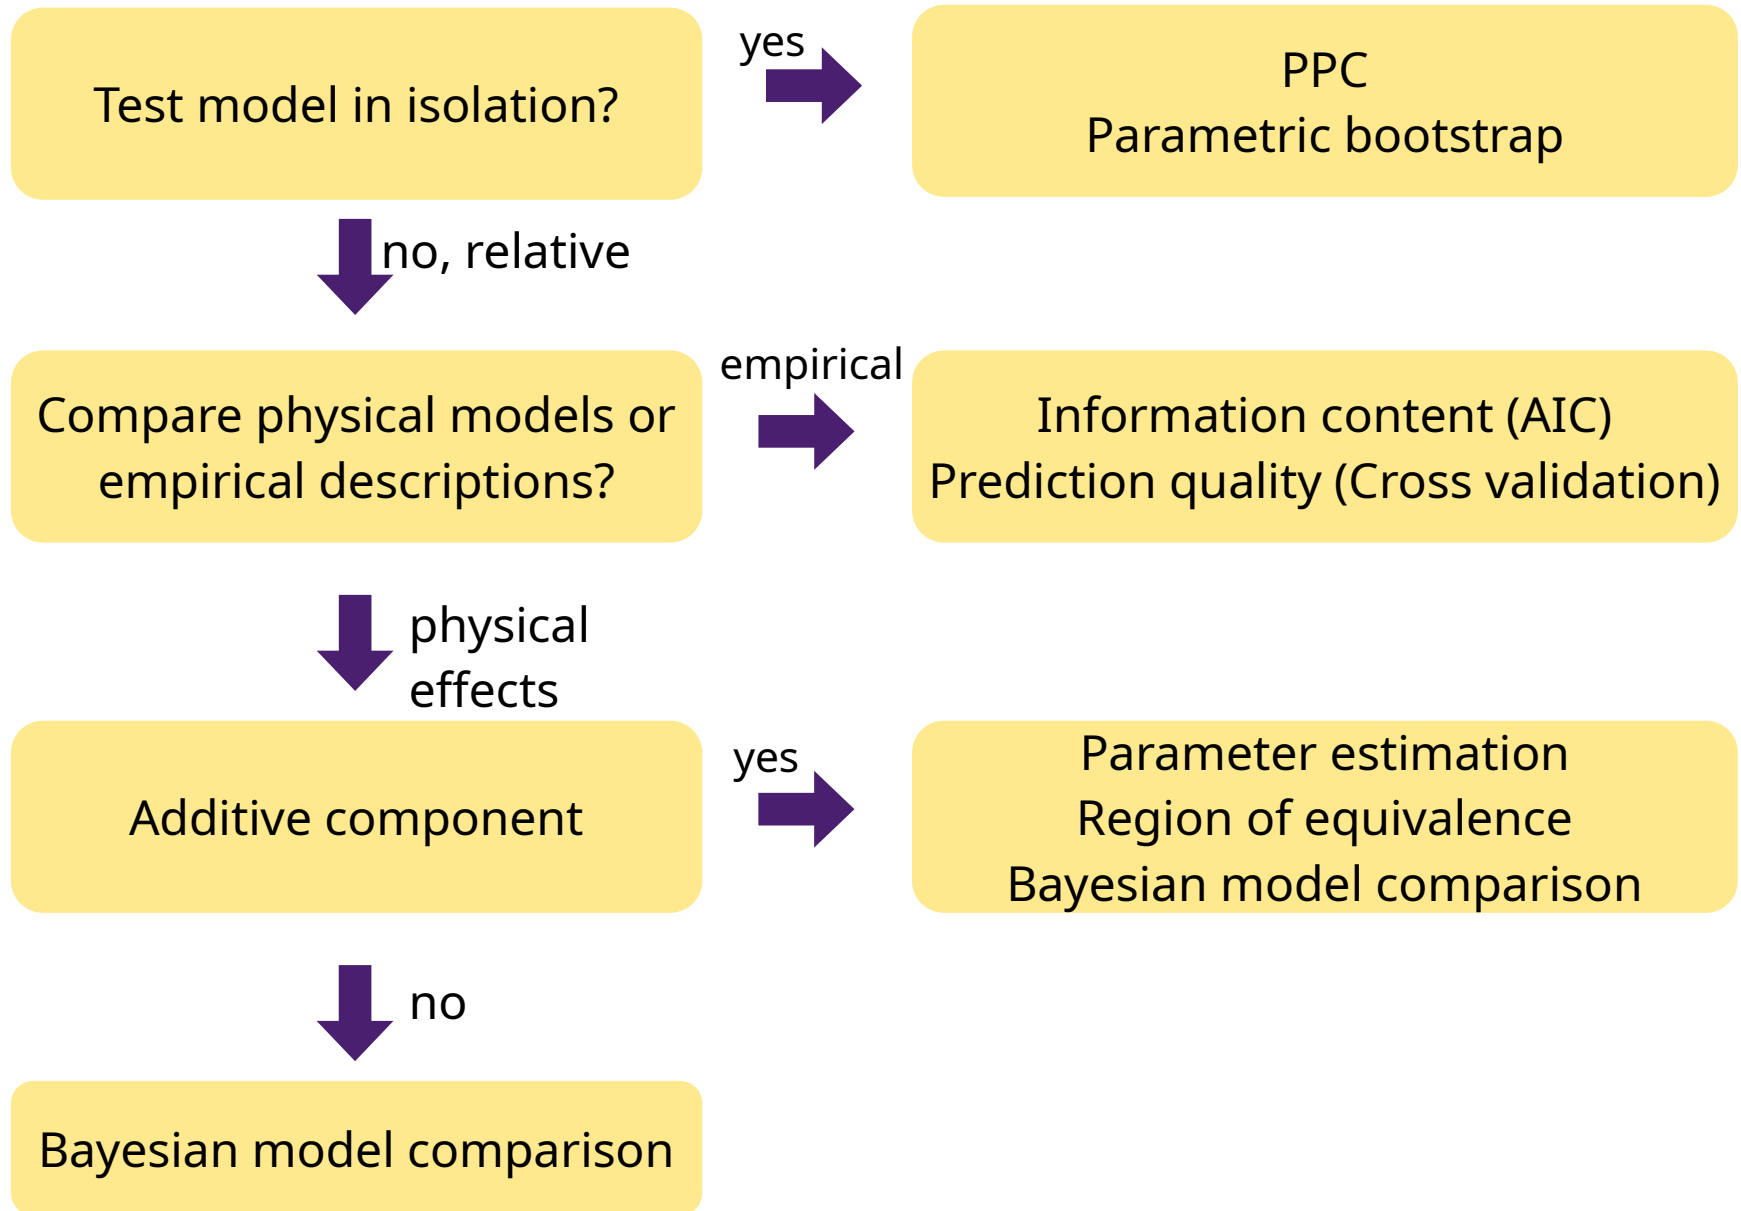 Test model in isolation?
yes
PPC
Parametric bootstrap
no, relative
Compare physical models or
empirical descriptions?
empirical
Information content (AIC)
Prediction quality (Cross validation)
physical
effects
Additive component
yes
Parameter estimation
Region of equivalence
Bayesian model comparison
no
Bayesian model comparison